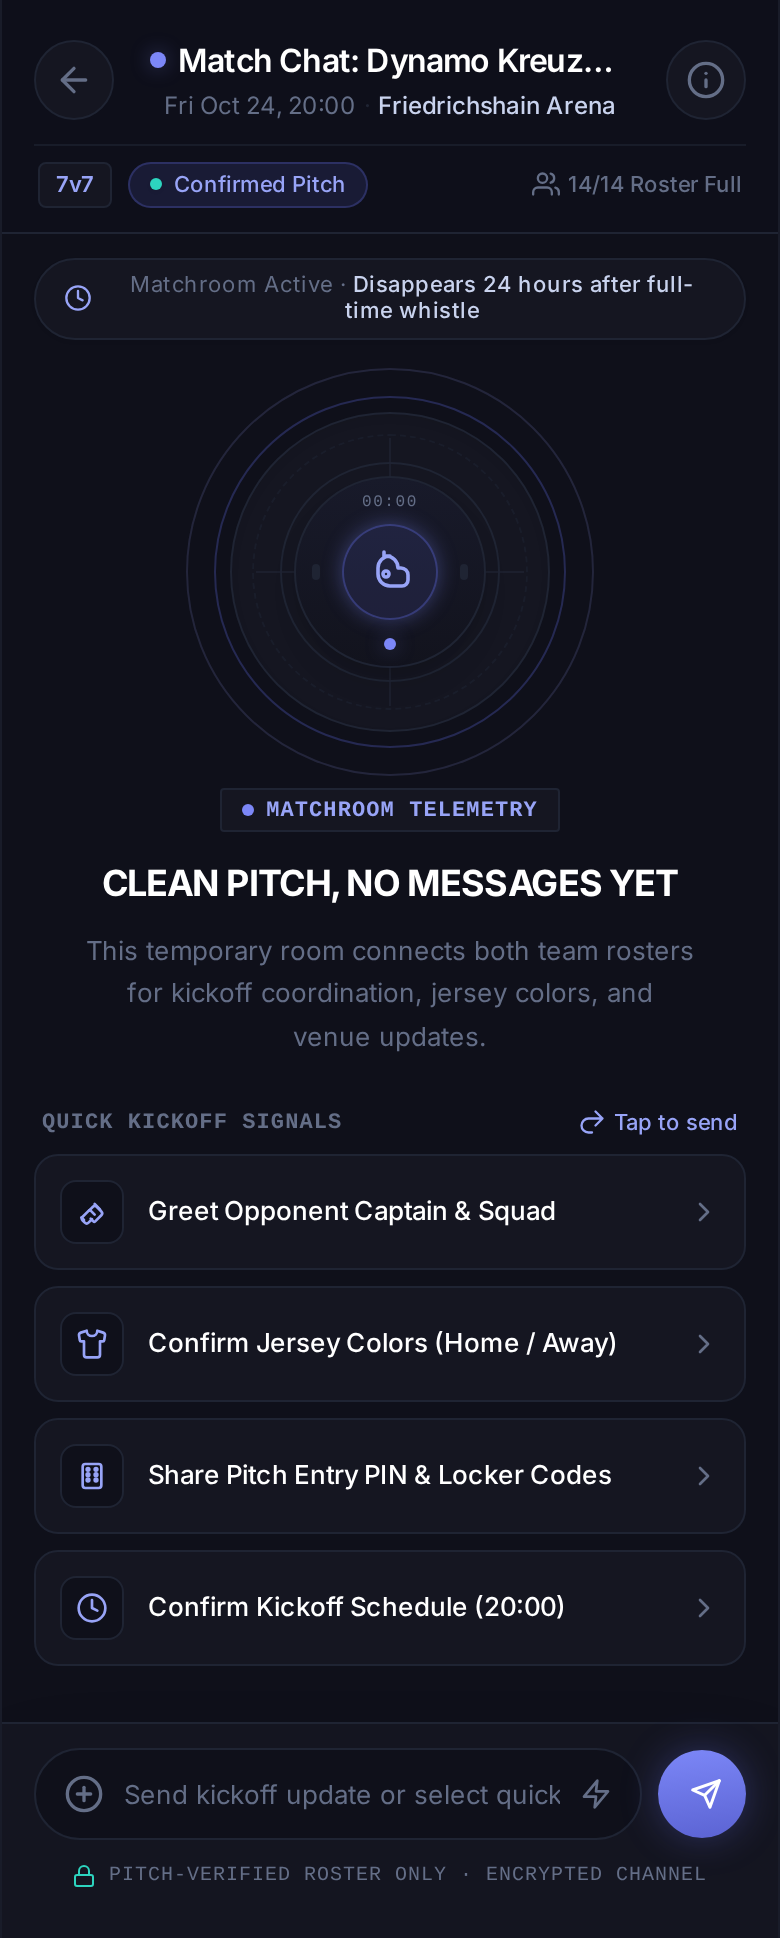 Match Chat: Dynamo Kreuz...
Fri Oct 24, 20:00 · Friedrichshain Arena
7v7
Confirmed Pitch
14/14 Roster Full
Matchroom Active · Disappears 24 hours after full-
time whistle
00:00
MATCHROOM TELEMETRY
CLEAN PITCH, NO MESSAGES YET
This temporary room connects both team rosters
for kickoff coordination, jersey colors, and
venue updates.
QUICK KICKOFF SIGNALS
Tap to send
Greet Opponent Captain & Squad
Confirm Jersey Colors (Home / Away)
Share Pitch Entry PIN & Locker Codes
Confirm Kickoff Schedule (20:00)
Send kickoff update or select quick
PITCH-VERIFIED ROSTER ONLY · ENCRYPTED CHANNEL